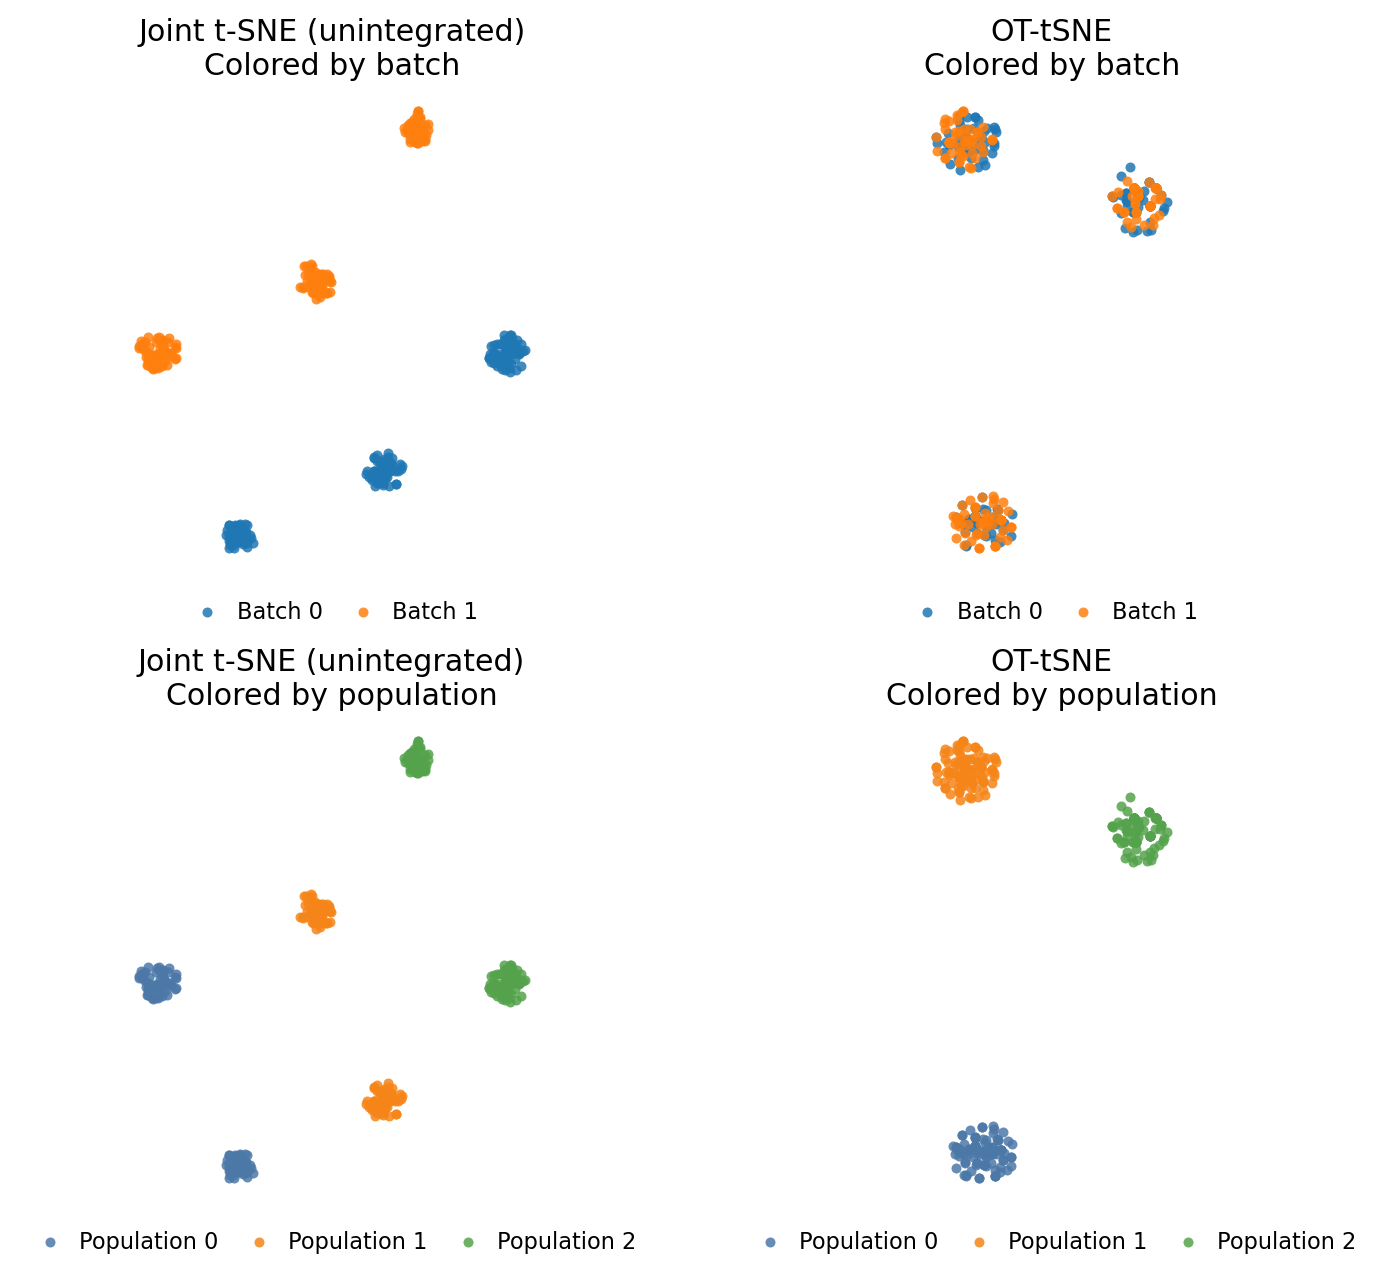 Joint t-SNE (unintegrated)
Colored by batch
OT-tSNE
Colored by batch
Batch 0
Batch 1
Batch 0
Batch 1
Joint t-SNE (unintegrated)
Colored by population
OT-tSNE
Colored by population
Population 0
Population 1
Population 2
Population 0
Population 1
Population 2